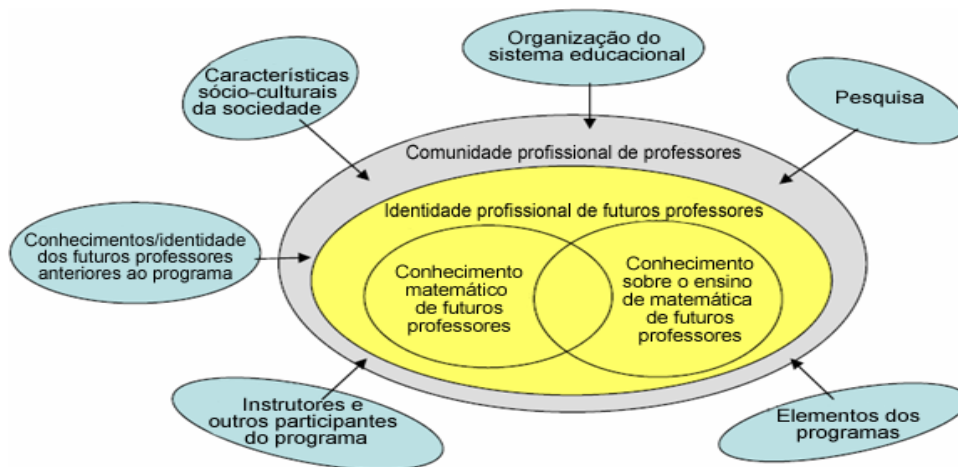 Organização do
sistema educacional
Características
sócio-culturais
da sociedade
Pesquisa
Comunidade profissional de professores
Identidade profissional de futuros professores
Conhecimentos/identidade
dos futuros professores
anteriores ao programa
Conhecimento
matemático
de futuros
professores
Conhecimento
sobre o ensino
de matemática
de futuros
professores
Instrutores e
outros participantes
do programa
Elementos dos
programas